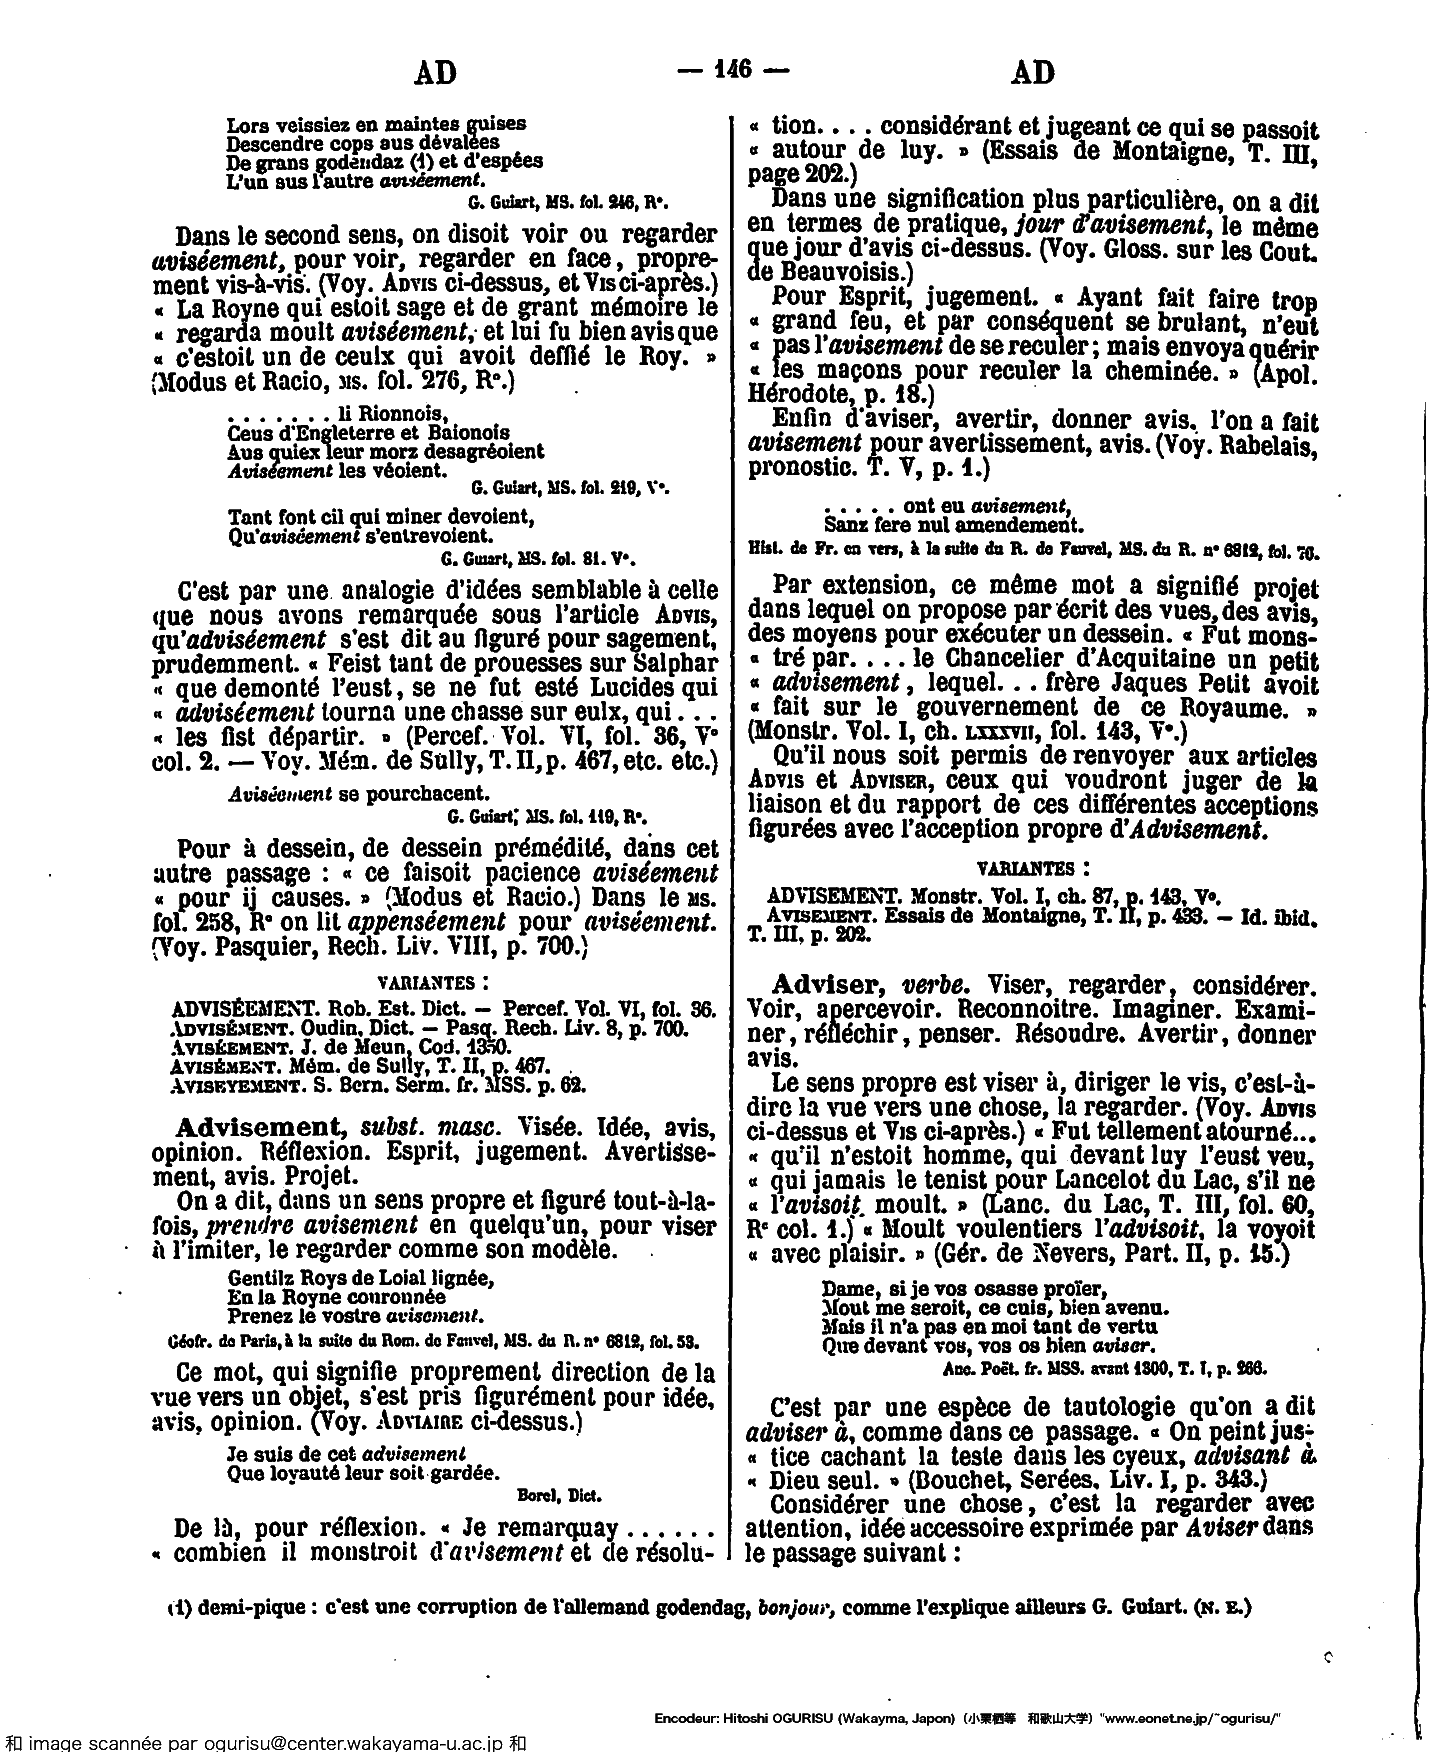 AD
— 146 —
AD
Lors veissiez en maintes guises
Descendre cops sus dévalées
De grans godendaz (1) et d'espées
L'un sus l'autre aviséement.
G. Guiart, MS. fol. 246, R°.
Dans le second sens, on disoit voir ou regarder
aviséement, pour voir, regarder en face, propre-
ment vis-à-vis. (Voy. ADVIS ci-dessus, et VIS ci-après.)
« La Royne qui estoit sage et de grant mémoire le
« regarda moult aviséement, et lui fu bien avis que
« c'estoit un de ceulx qui avoit deffié le Roy. »
(Modus et Racio, MS. fol. 276, R°.)
. . . . . . . li Rionnois,
Ceus d'Engleterre et Baionois
Aus quiex leur morz desagréoient
Aviséement les véoient.
G. Guiart, MS. fol. 219, V°.
Tant font cil qui miner devoient,
Qu'aviséement s'entrevoient.
G. Guiart, MS. fol. 81. V°.
C'est par une analogie d'idées semblable à celle
que nous avons remarquée sous l'article ADVIS,
qu'adviséement s'est dit au figuré pour sagement,
prudemment. « Feist tant de prouesses sur Salphar
« que demonté l'eust, se ne fut esté Lucides qui
« adviséement tourna une chasse sur eulx, qui . . .
« les fist départir. » (Percef. Vol. VI, fol. 36, V°
col. 2. — Voy. Mém. de Sully, T. II, p. 467, etc. etc.)
Aviséement se pourchacent.
G. Guiart, MS. fol. 119, R°.
Pour à dessein, de dessein prémédité, dans cet
autre passage : « ce faisoit pacience aviséement
« pour ij causes. » (Modus et Racio.) Dans le MS.
fol. 258, R° on lit appenséement pour aviséement.
(Voy. Pasquier, Rech. Liv. VIII, p. 700.)
VARIANTES :
ADVISÉEMENT. Rob. Est. Dict. — Percef. Vol. VI, fol. 36.
ADVISÉMENT. Oudin, Dict. — Pasq. Rech. Liv. 8, p. 700.
AVISÉEMENT. J. de Meun, Cod. 1350.
AVISÉMENT. Mém. de Sully, T. II, p. 467.
AVISEYEMENT. S. Bern. Serm. fr. MSS. p. 62.
Advisement, subst. masc. Visée. Idée, avis,
opinion. Réflexion. Esprit, jugement. Avertisse-
ment, avis. Projet.
On a dit, dans un sens propre et figuré tout-à-la-
fois, prendre avisement en quelqu'un, pour viser
à l'imiter, le regarder comme son modèle.
Gentilz Roys de Loial lignée,
En la Royne couronnée
Prenez le vostre avisement.
Géofr. de Paris, à la suite du Rom. de Fauvel, MS. du R. n° 6812, fol. 53.
Ce mot, qui signifie proprement direction de la
vue vers un objet, s'est pris figurément pour idée,
avis, opinion. (Voy. ADVIAIRE ci-dessus.)
Je suis de cet advisement
Que loyauté leur soit gardée.
Borel, Dict.
De là, pour réflexion. « Je remarquay . . . . . .
« combien il monstroit d'avisement et de résolu-
« tion. . . . considérant et jugeant ce qui se passoit
« autour de luy. » (Essais de Montaigne, T. III,
page 202.)
Dans une signification plus particulière, on a dit
en termes de pratique, jour d'avisement, le même
que jour d'avis ci-dessus. (Voy. Gloss. sur les Cout.
de Beauvoisis.)
Pour Esprit, jugement. « Ayant fait faire trop
« grand feu, et par conséquent se brulant, n'eut
« pas l'avisement de se reculer ; mais envoya quérir
« les maçons pour reculer la cheminée. » (Apol.
Hérodote, p. 18.)
Enfin d'aviser, avertir, donner avis, l'on a fait
avisement pour avertissement, avis. (Voy. Rabelais,
pronostic. T. V, p. 1.)
. . . . . ont eu avisement,
Sanz fere nul amendement.
Hist. de Fr. en vers, à la suite du R. de Fauvel, MS. du R. n° 6812, fol. 70.
Par extension, ce même mot a signifié projet
dans lequel on propose par écrit des vues, des avis,
des moyens pour exécuter un dessein. « Fut mons-
« tré par. . . . le Chancelier d'Acquitaine un petit
« advisement, lequel. . . frère Jaques Petit avoit
« fait sur le gouvernement de ce Royaume. »
(Monstr. Vol. I, ch. LXXXVII, fol. 143, V°.)
Qu'il nous soit permis de renvoyer aux articles
ADVIS et ADVISER, ceux qui voudront juger de la
liaison et du rapport de ces différentes acceptions
figurées avec l'acception propre d'Advisement.
VARIANTES :
ADVISEMENT. Monstr. Vol. I, ch. 87, p. 143, V°.
AVISEMENT. Essais de Montaigne, T. II, p. 433. — Id. ibid.
T. III, p. 202.
Adviser, verbe. Viser, regarder, considérer.
Voir, apercevoir. Reconnoitre. Imaginer. Exami-
ner, réfléchir, penser. Résoudre. Avertir, donner
avis.
Le sens propre est viser à, diriger le vis, c'est-à-
dire la vue vers une chose, la regarder. (Voy. ADVIS
ci-dessus et VIS ci-après.) « Fut tellement atourné...
« qu'il n'estoit homme, qui devant luy l'eust veu,
« qui jamais le tenist pour Lancelot du Lac, s'il ne
« l'avisoit moult. » (Lanc. du Lac, T. III, fol. 60,
R° col. 1.) « Moult voulentiers l'advisoit, la voyoit
« avec plaisir. » (Gér. de Nevers, Part. II, p. 15.)
Dame, si je vos osasse proïer,
Mout me seroit, ce cuis, bien avenu.
Mais il n'a pas en moi tant de vertu
Que devant vos, vos os bien aviser.
Anc. Poët. fr. MSS. avant 1300, T. I, p. 266.
C'est par une espèce de tautologie qu'on a dit
adviser à, comme dans ce passage. « On peint jus-
« tice cachant la teste dans les cyeux, advisant à
« Dieu seul. » (Bouchet, Serées, Liv. I, p. 343.)
Considérer une chose, c'est la regarder avec
attention, idée accessoire exprimée par Aviser dans
le passage suivant :
(1) demi-pique : c'est une corruption de l'allemand godendag, bonjour, comme l'explique ailleurs G. Guiart. (N. E.)
Encodeur: Hitoshi OGURISU (Wakayma, Japon) (小栗栖等 和歌山大学) "www.eonet.ne.jp/~ogurisu/"
和 image scannée par ogurisu@center.wakayama-u.ac.jp 和